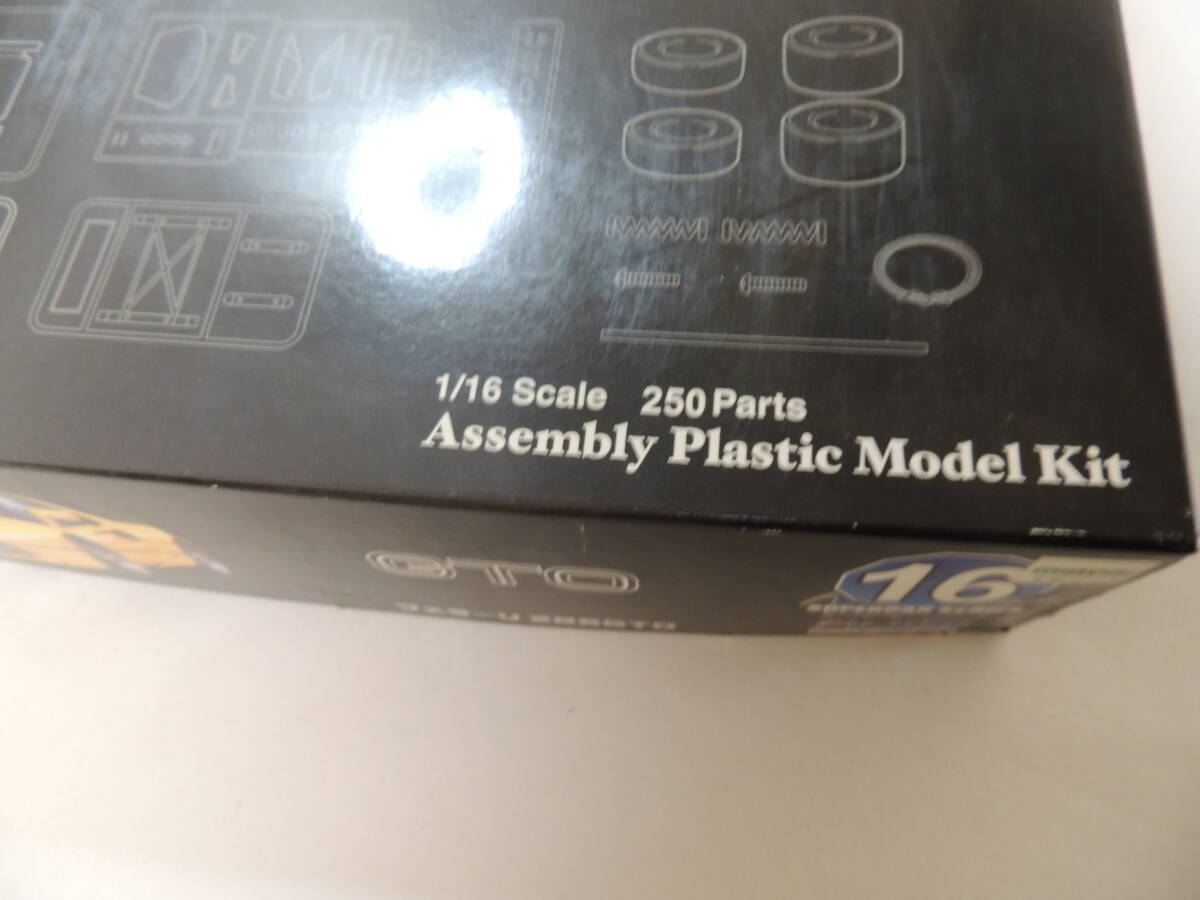 1/16 Scale 250 Parts
Assembly Plastic Model Kit
GTO
16